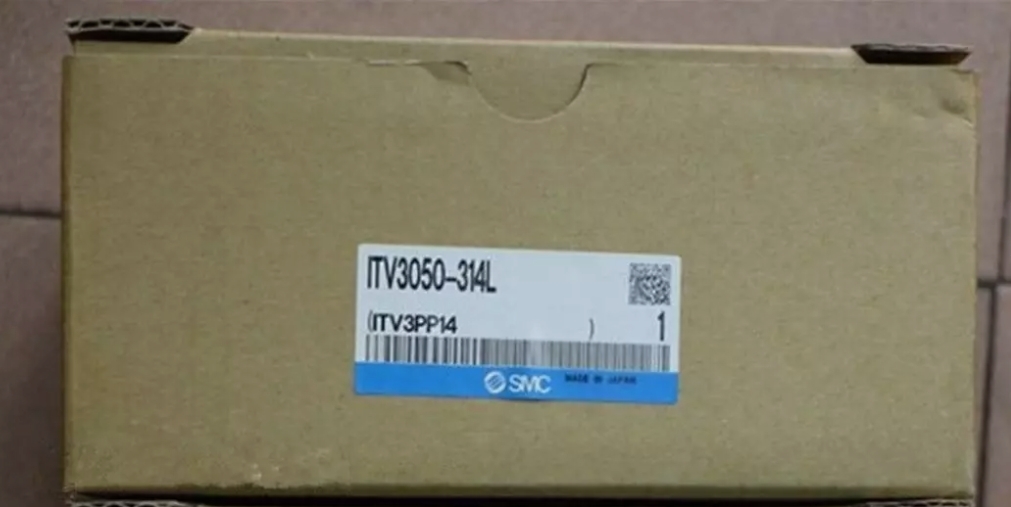 ITV3050-314L
(ITV3PP14 )
1
SMC MADE IN JAPAN